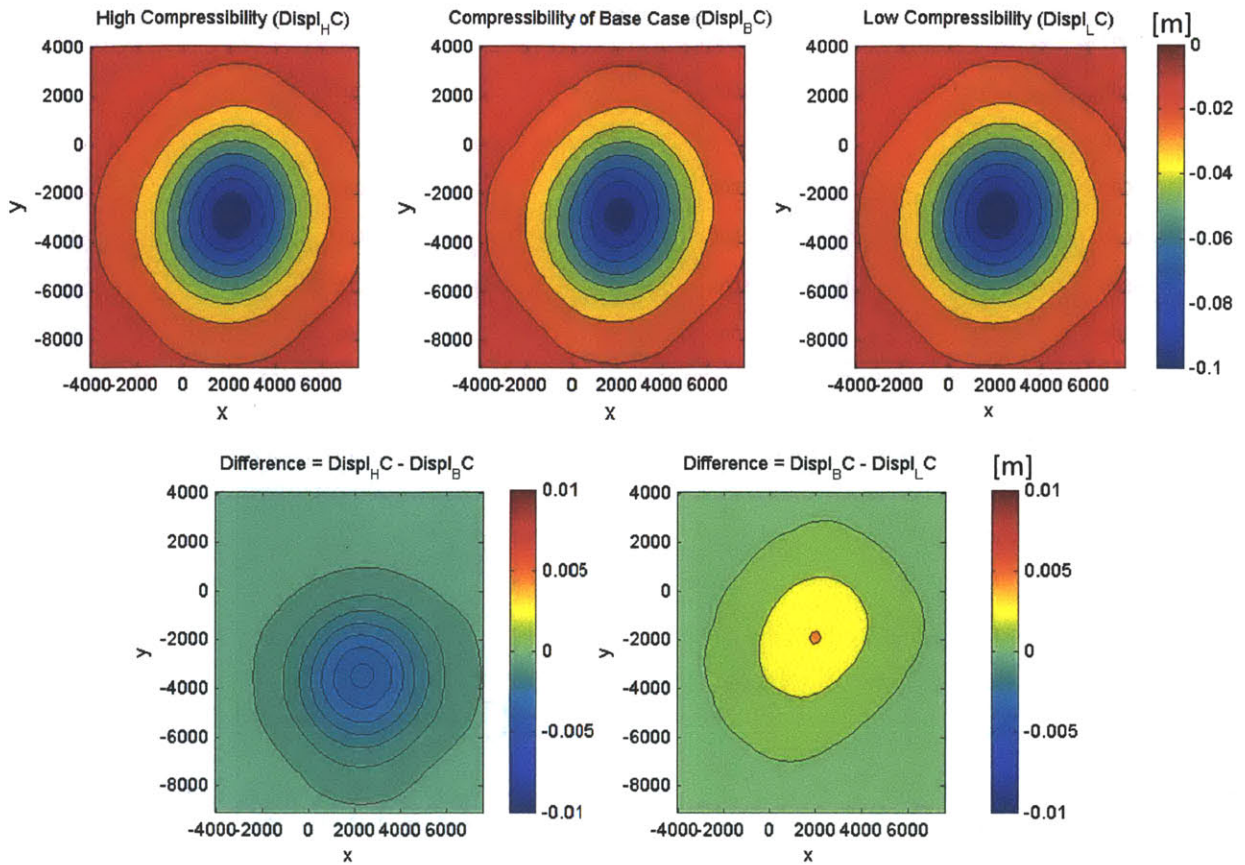 High Compressibility (Displ_HC)
Compressibility of Base Case (Displ_BC)
Low Compressibility (Displ_LC)
[m]
4000
2000
0
-2000
-4000
-6000
-8000
y
-4000-2000 0 2000 4000 6000
x
4000
2000
0
-2000
-4000
-6000
-8000
y
-4000-2000 0 2000 4000 6000
x
4000
2000
0
-2000
-4000
-6000
-8000
y
-4000-2000 0 2000 4000 6000
x
0
-0.02
-0.04
-0.06
-0.08
-0.1
Difference = Displ_HC - Displ_BC
4000
2000
0
-2000
-4000
-6000
-8000
y
-4000-2000 0 2000 4000 6000
x
0.01
0.005
0
-0.005
-0.01
Difference = Displ_BC - Displ_LC
[m]
4000
2000
0
-2000
-4000
-6000
-8000
y
-4000-2000 0 2000 4000 6000
x
0.01
0.005
0
-0.005
-0.01